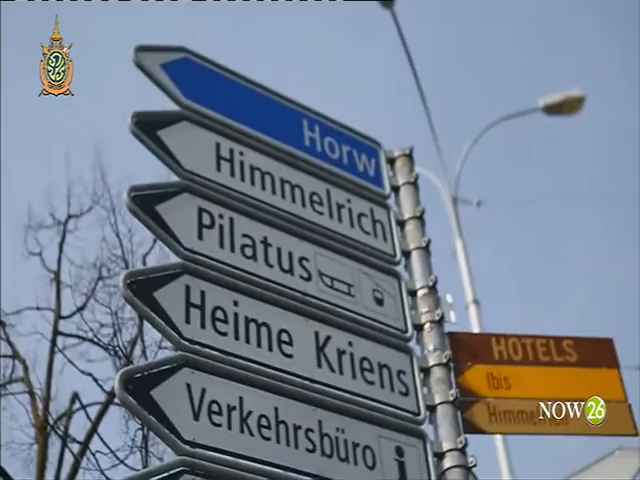 Horw
Himmelrich
Pilatus
Heime Kriens
Verkehrsbüro i
HOTELS
Ibis
Himmelrich
NOW26